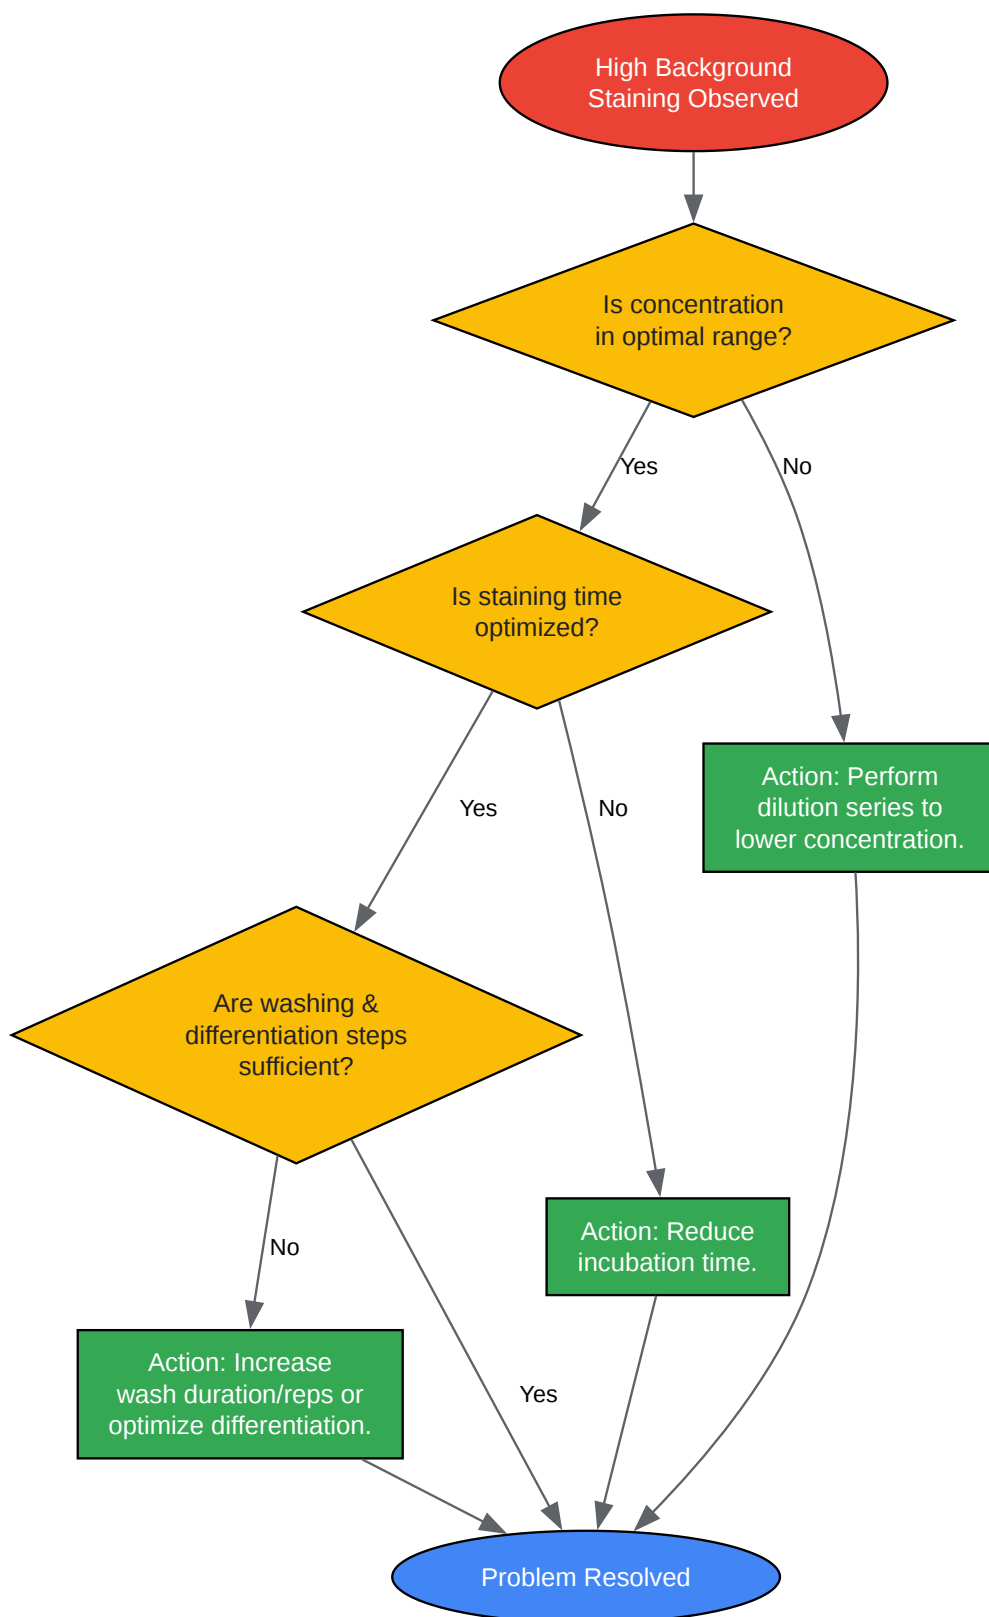 High Background
Staining Observed
Is concentration
in optimal range?
Yes
No
Is staining time
optimized?
Yes
No
Action: Perform
dilution series to
lower concentration.
Are washing &
differentiation steps
sufficient?
No
Yes
Action: Reduce
incubation time.
Action: Increase
wash duration/reps or
optimize differentiation.
Problem Resolved